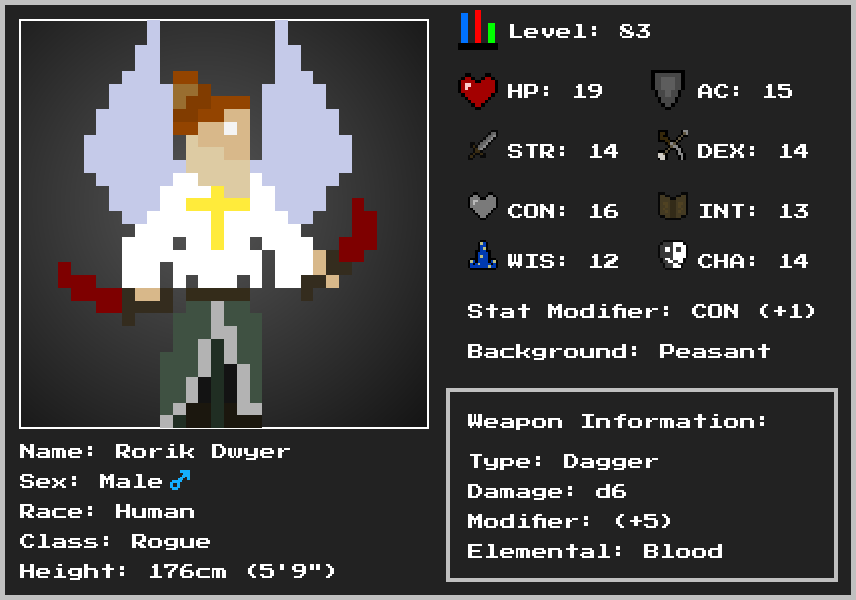 Level: 83
HP: 19 AC: 15
STR: 14 DEX: 14
CON: 16 INT: 13
WIS: 12 CHA: 14
Stat Modifier: CON (+1)
Background: Peasant
Weapon Information:
Type: Dagger
Damage: d6
Modifier: (+5)
Elemental: Blood
Name: Rorik Dwyer
Sex: Male♂
Race: Human
Class: Rogue
Height: 176cm (5'9")